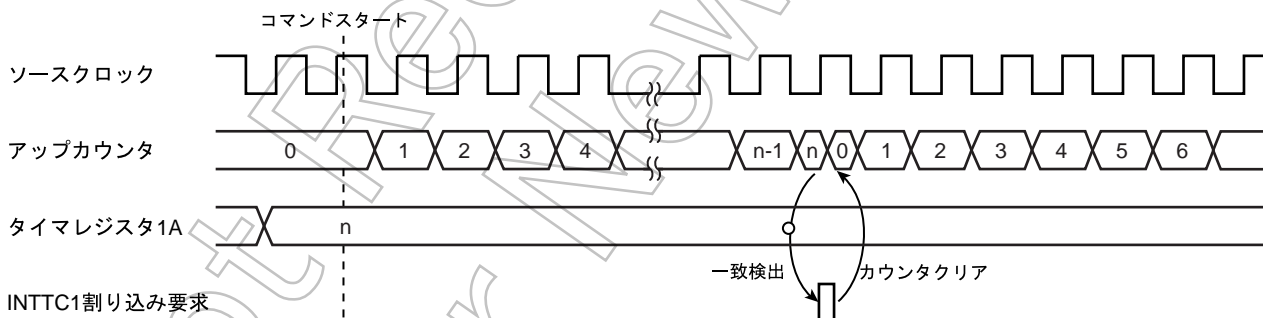 コマンドスタート
ソースクロック
アップカウンタ 0 1 2 3 4 n-1 n 0 1 2 3 4 5 6
タイマレジスタ1A n
一致検出 カウンタクリア
INTTC1割り込み要求